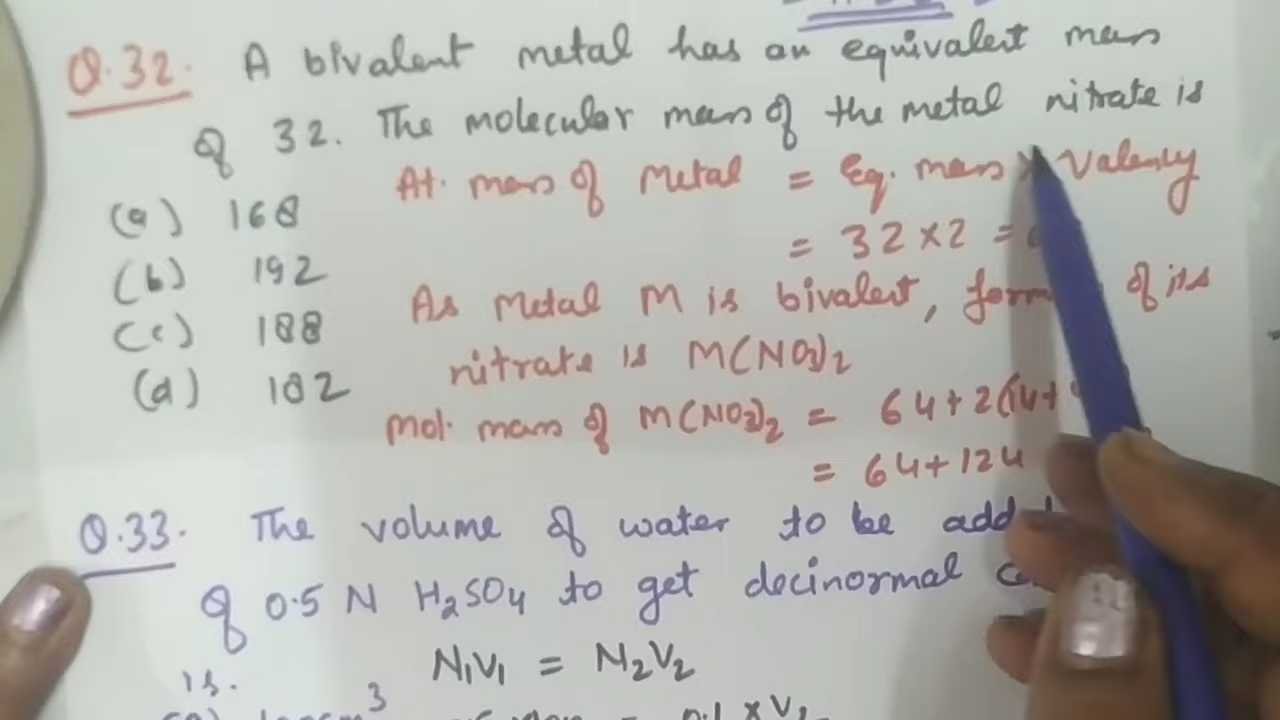 Q.32. A bivalent metal has an equivalent mass
of 32. The molecular mass of the metal nitrate is
At. mass of Metal = Eq. mass × Valency
(a) 168
= 32 × 2 =
(b) 192
As Metal M is bivalent, of its
(c) 188
nitrate is M(NO3)2
(d) 182
mol. mass of M(NO3)2 = 64 + 2(14 +
= 64 + 124
Q.33. The volume of water to be
of 0.5 N H2SO4 to get decinormal
is.
N1V1 = N2V2
= 0.1 × V2